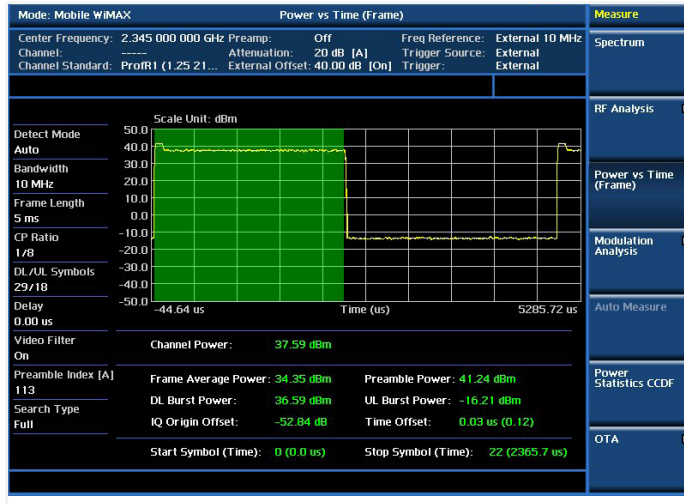 Mode: Mobile WiMAX Power vs Time (Frame) Measure
Center Frequency: 2.345 000 000 GHz Preamp: Off Freq Reference: External 10 MHz
Channel: ----- Attenuation: 20 dB [A] Trigger Source: External
Channel Standard: ProfR1 (1.25 21... External Offset: 40.00 dB [On] Trigger: External
Spectrum
RF Analysis
Power vs Time
(Frame)
Modulation
Analysis
Auto Measure
Power
Statistics CCDF
OTA
Detect Mode
Auto
Bandwidth
10 MHz
Frame Length
5 ms
CP Ratio
1/8
DL/UL Symbols
29/18
Delay
0.00 us
Video Filter
On
Preamble Index [A]
113
Search Type
Full
Scale Unit: dBm
50.0
40.0
30.0
20.0
10.0
0.0
-10.0
-20.0
-30.0
-40.0
-50.0
-44.64 us Time (us) 5285.72 us
Channel Power: 37.59 dBm
Frame Average Power: 34.35 dBm Preamble Power: 41.24 dBm
DL Burst Power: 36.59 dBm UL Burst Power: -16.21 dBm
IQ Origin Offset: -52.84 dB Time Offset: 0.03 us (0.12)
Start Symbol (Time): 0 (0.0 us) Stop Symbol (Time): 22 (2365.7 us)